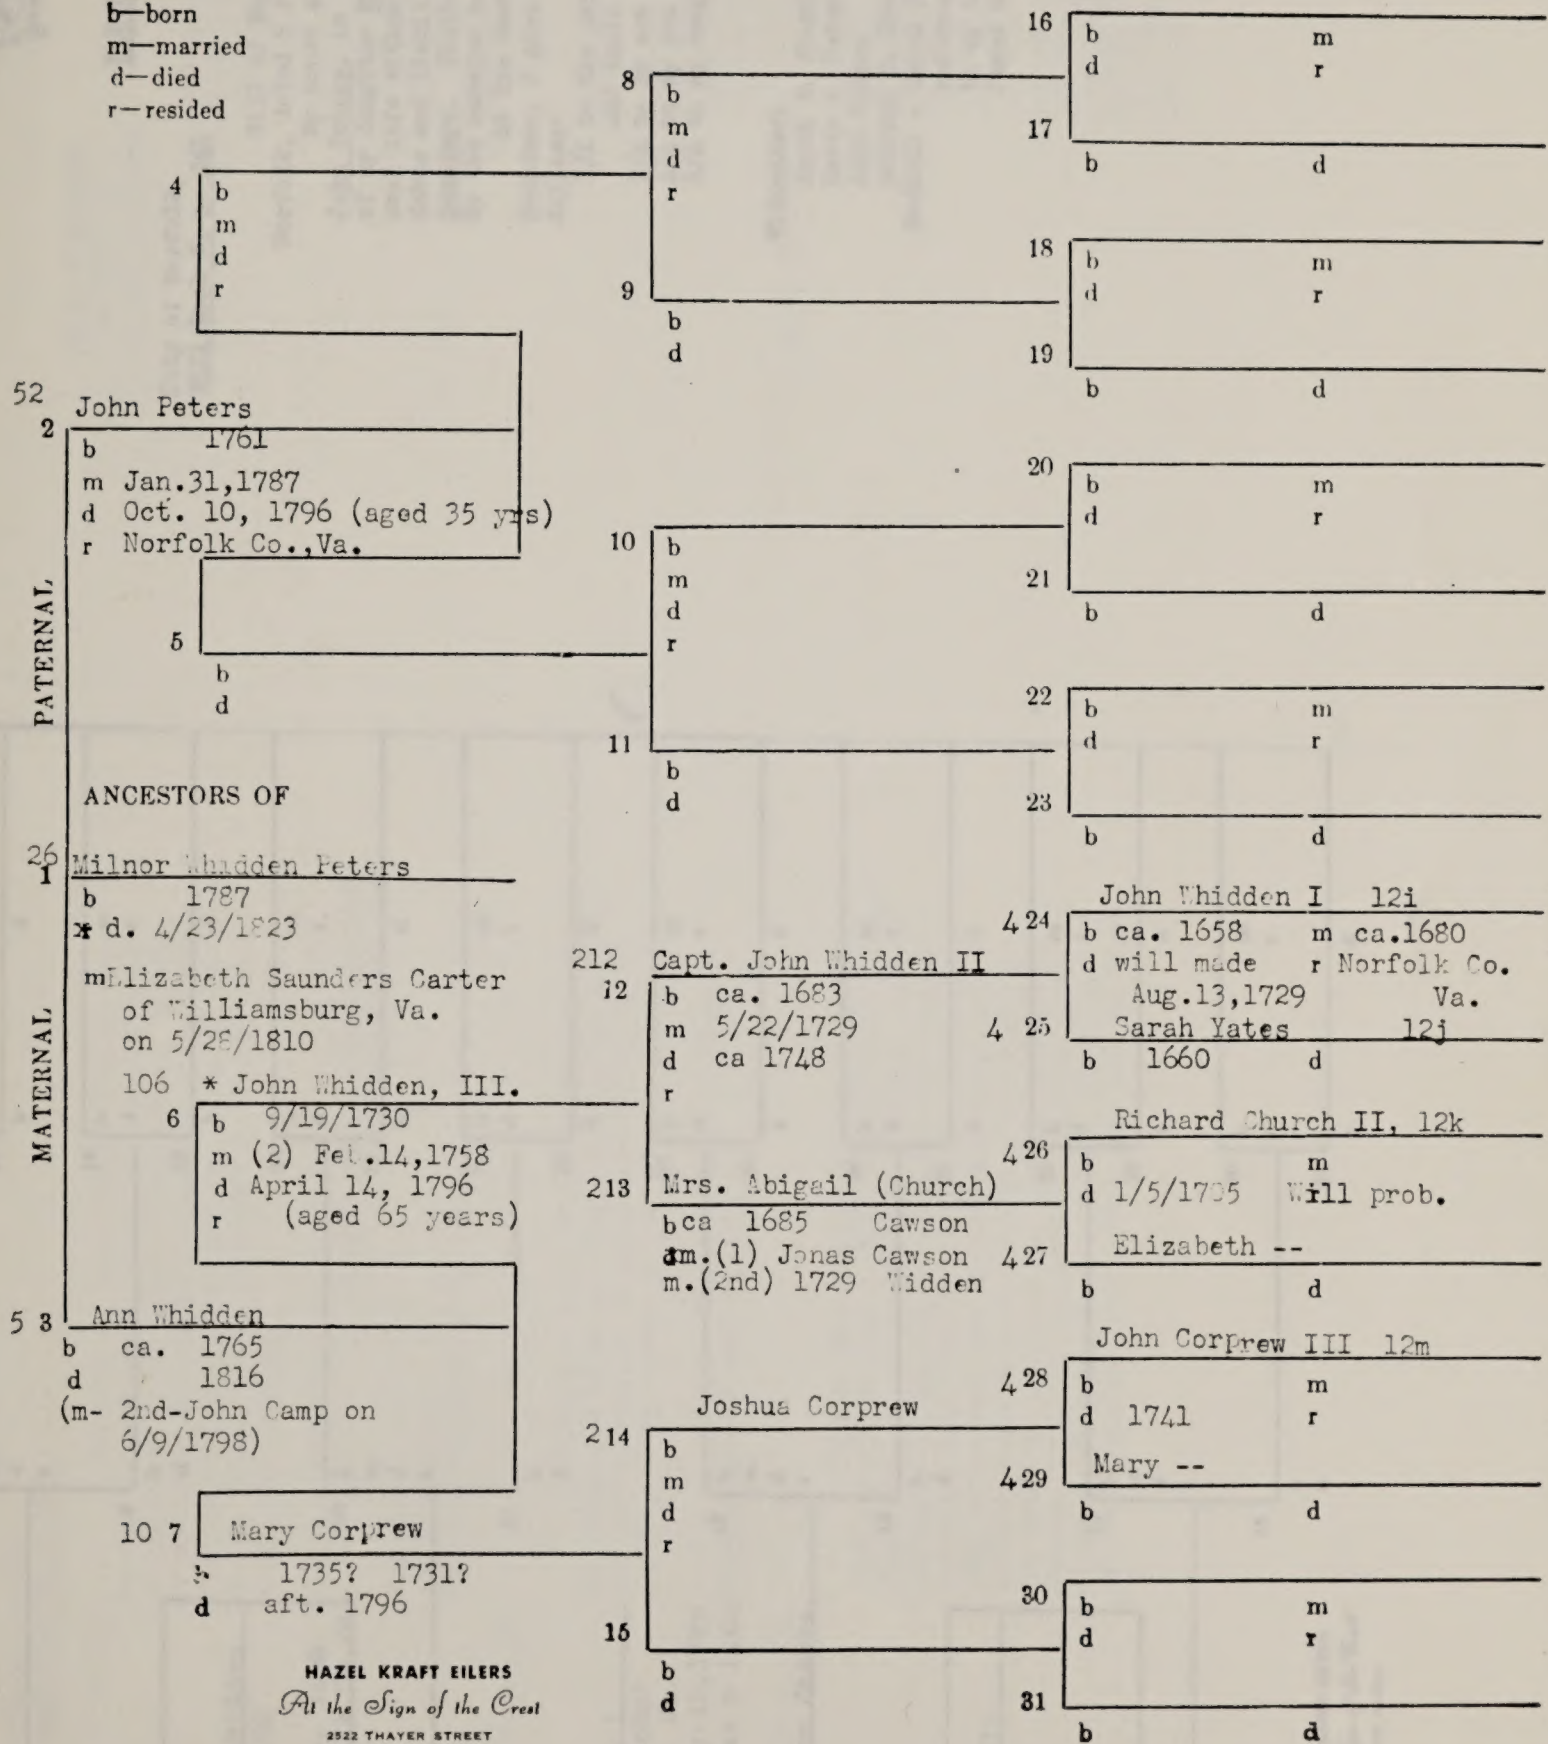 b—born
m—married
d—died
r—resided
16
b m
d r
8
b
m
d
r
17
b d
4
b
m
d
r
18
b m
d r
9
b
d
19
b d
52
2
John Peters
b 1761
m Jan.31,1787
d Oct. 10, 1796 (aged 35 yrs)
r Norfolk Co.,Va.
20
b m
d r
10
b
m
d
r
21
b d
PATERNAL
5
b
d
22
b m
d r
11
b
d
23
b d
ANCESTORS OF
26
1
Milnor Whidden Peters
b 1787
* d. 4/23/1823
m Elizabeth Saunders Carter
of Williamsburg, Va.
on 5/28/1810
MATERNAL
John Whidden I 12i
4 24
b ca. 1658 m ca.1680
d will made r Norfolk Co.
Aug.13,1729 Va.
212
12
Capt. John Whidden II
b ca. 1683
m 5/22/1729
d ca 1748
r
4 25
Sarah Yates 12j
b 1660 d
106 * John Whidden, III.
6
b 9/19/1730
m (2) Feb.14,1758
d April 14, 1796
r (aged 65 years)
Richard Church II, 12k
4 26
b m
d Will prob.
213
Mrs. Abigail (Church)
b ca 1685 Cawson
m.(1) Jonas Cawson
m.(2nd) 1729 Widden
4 27
Elizabeth --
b d
5 3
Ann Whidden
b ca. 1765
d 1816
(m- 2nd-John Camp on
6/9/1798)
John Corprew III 12m
4 28
b m
d 1741 r
Joshua Corprew
2 14
b
m
d
r
4 29
Mary --
b d
10 7
Mary Corprew
b 1735? 1731?
d aft. 1796
30
b m
d r
15
b
d
31
b d
HAZEL KRAFT EILERS
At the Sign of the Crest
2522 THAYER STREET